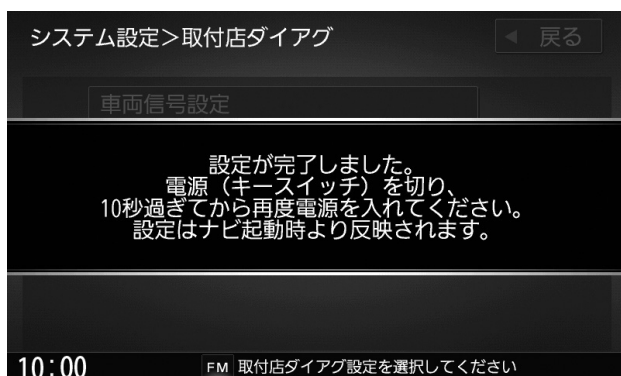 システム設定＞取付店ダイアグ
◀ 戻る
車両信号設定
設定が完了しました。
電源（キースイッチ）を切り、
10秒過ぎてから再度電源を入れてください。
設定はナビ起動時より反映されます。
10:00
FM 取付店ダイアグ設定を選択してください